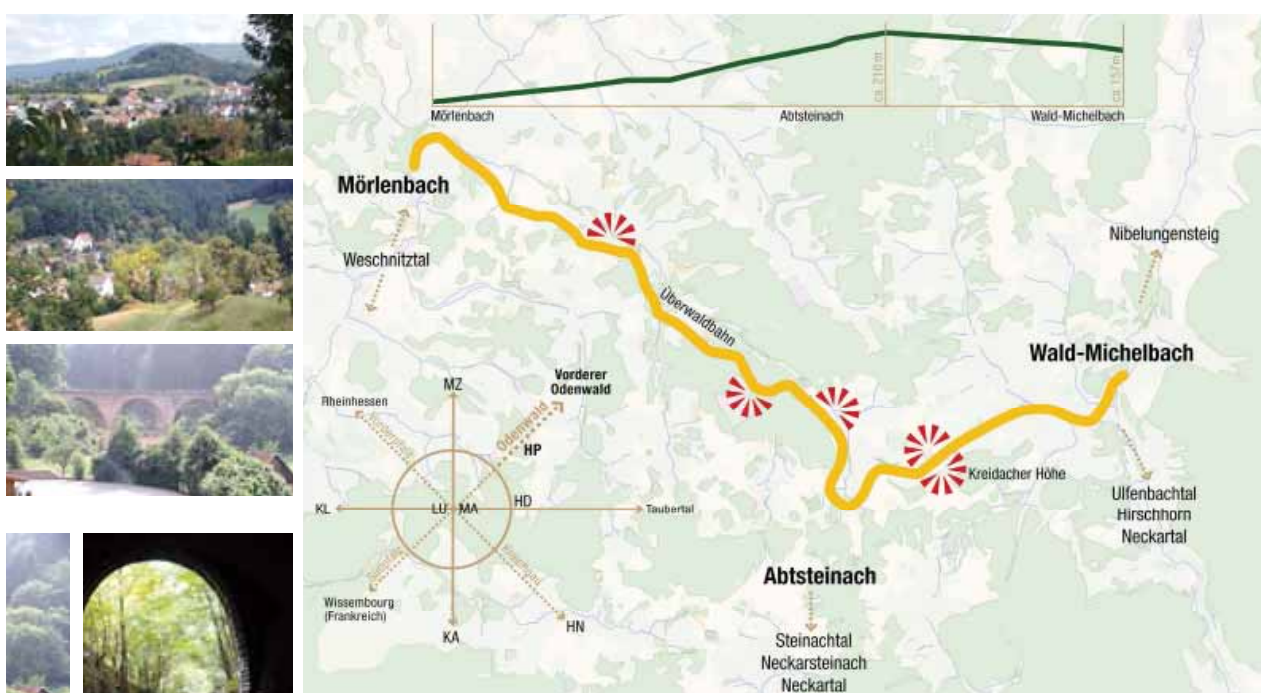 ca 210 m
ca 157 m
Mörlenbach
Abtsteinach
Wald-Michelbach
Mörlenbach
Weschnitztal
Überwaldbahn
Nibelungensteig
Wald-Michelbach
Kreidacher Höhe
Ulfenbachtal
Hirschhorn
Neckartal
Abtsteinach
Steinachtal
Neckarsteinach
Neckartal
MZ
Vorderer
Odenwald
Odenwald
HP
Rheinhessen
KL
LU
MA
HD
Taubertal
Wissembourg
(Frankreich)
KA
HN